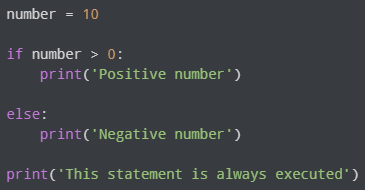 number = 10
if number > 0:
    print('Positive number')
else:
    print('Negative number')
print('This statement is always executed')